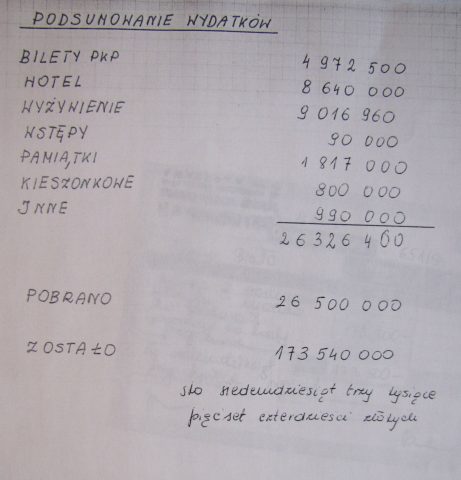 PODSUMOWANIE WYDATKÓW
BILETY PKP 4 972 500
HOTEL 8 640 000
WYŻYWIENIE 9 016 960
WSTĘPY 90 000
PAMIĄTKI 1 817 000
KIESZONKOWE 800 000
INNE 990 000
26 326 460
POBRANO 26 500 000
ZOSTAŁO 173 540 000
sto siedemdziesiąt trzy tysiące
pięćset czterdzieści złotych